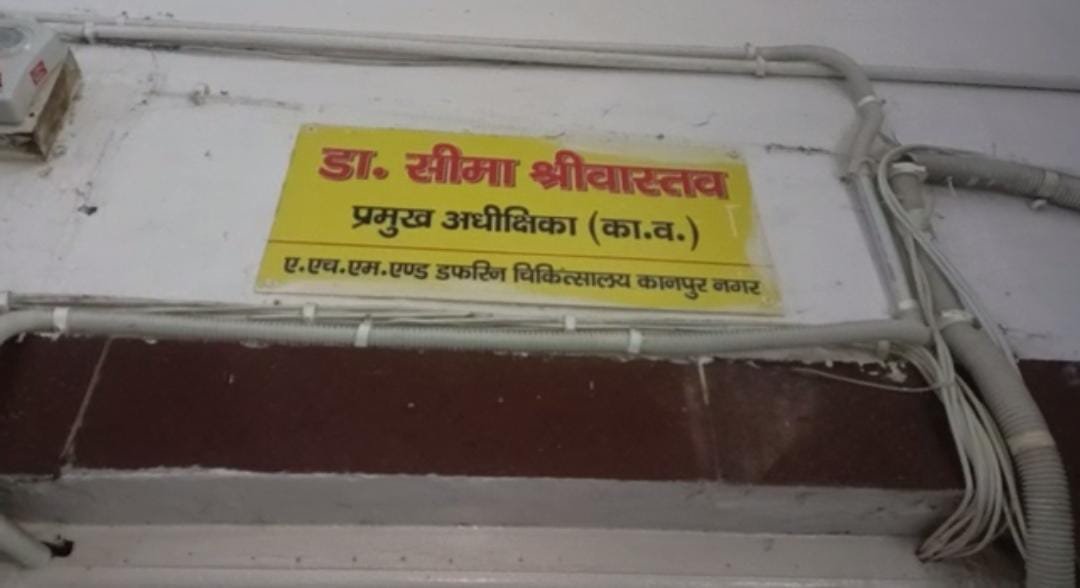 डा. सीमा श्रीवास्तव
प्रमुख अधीक्षिका (का.व.)
ए.एच.एम.एण्ड डफरिन चिकित्सालय कानपुर नगर